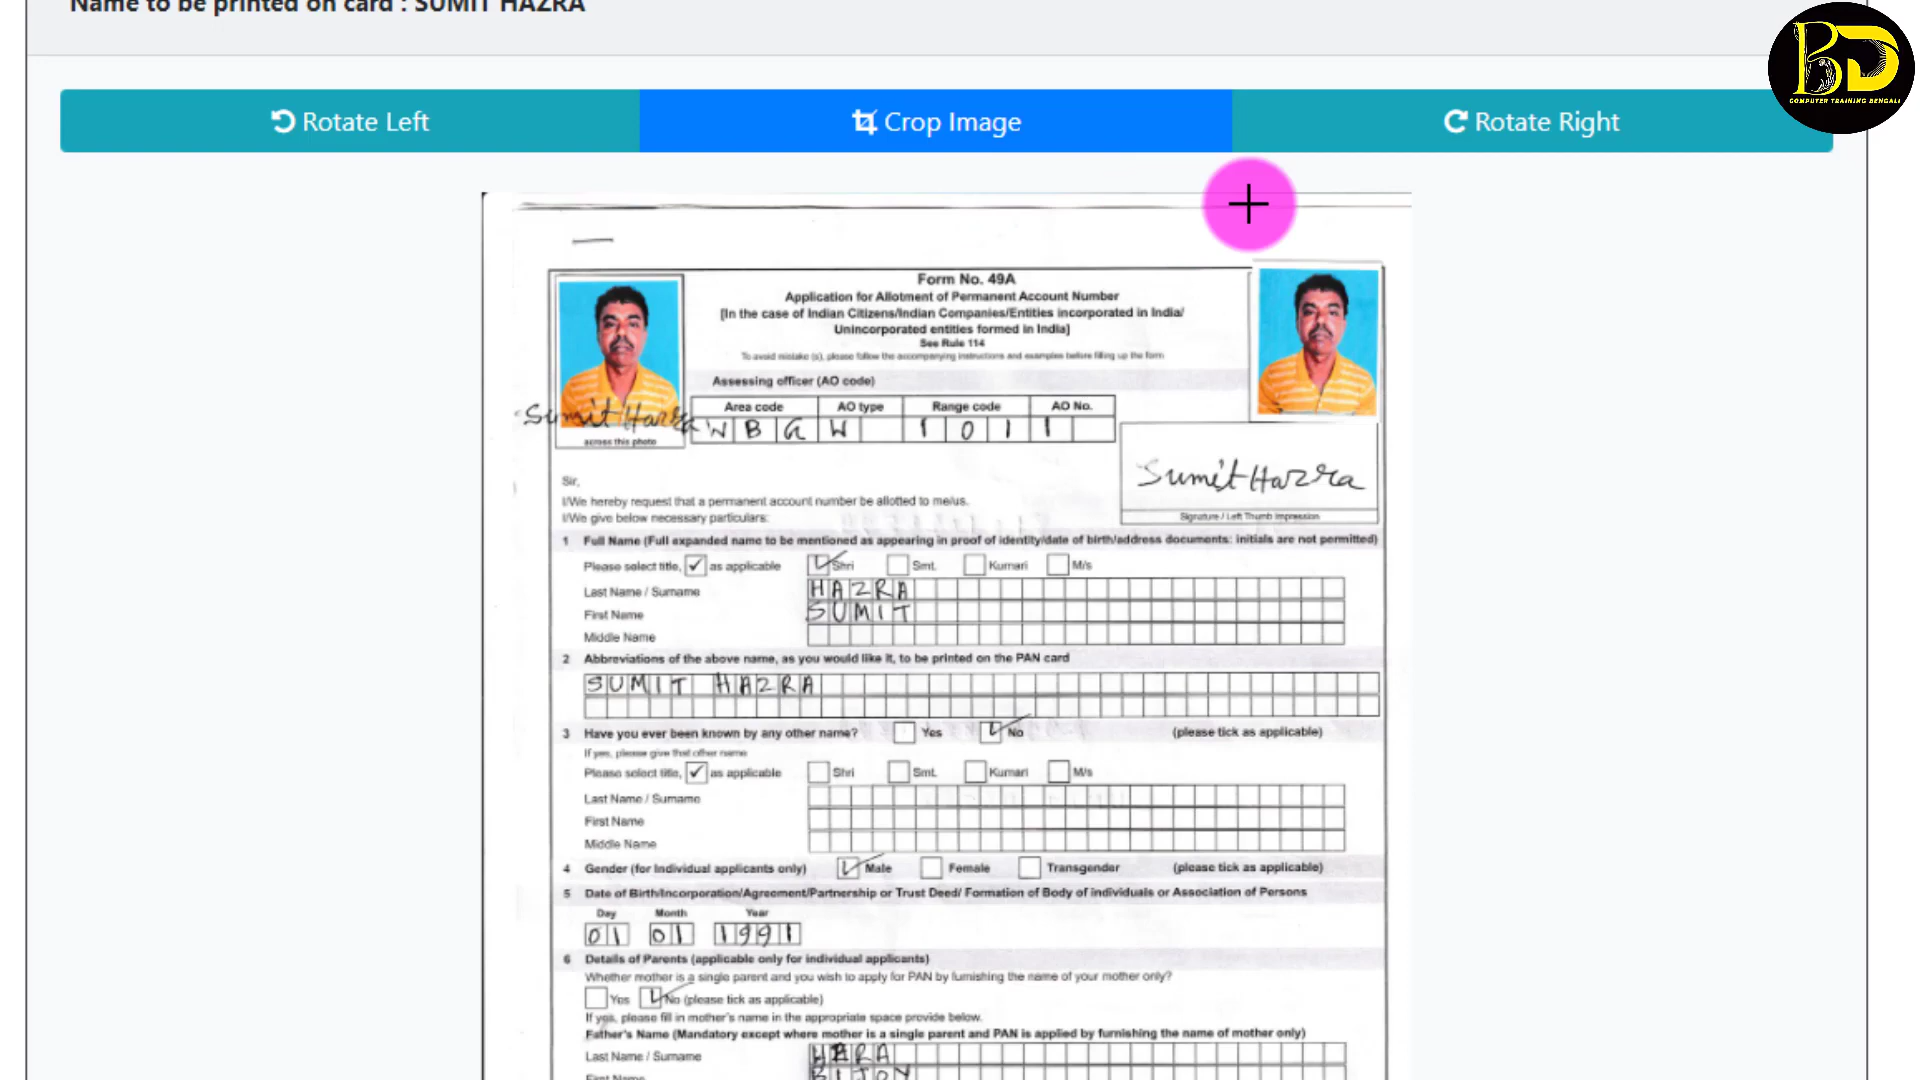 Name to be printed on card : SUMIT HAZRA
BD
COMPUTER TRAINING BENGALI
Rotate Left
Crop Image
Rotate Right
Form No. 49A
Application for Allotment of Permanent Account Number
[In the case of Indian Citizens/Indian Companies/Entities incorporated in India/
Unincorporated entities formed in India]
See Rule 114
To avoid mistake (s), please follow the accompanying instructions and examples before filling up the form
Assessing officer (AO code)
Area code AO type Range code AO No.
W B G W 1 0 1 1
Sumit Hazra
across this photo
Sumit Hazra
Signature / Left Thumb Impression
Sir,
I/We hereby request that a permanent account number be allotted to me/us.
I/We give below necessary particulars:
1 Full Name (Full expanded name to be mentioned as appearing in proof of identity/date of birth/address documents: initials are not permitted)
Please select title, ✓ as applicable Shri Smt. Kumari M/s
Last Name / Surname HAZRA
First Name SUMIT
Middle Name
2 Abbreviations of the above name, as you would like it, to be printed on the PAN card
SUMIT HAZRA
3 Have you ever been known by any other name? Yes No (please tick as applicable)
If yes, please give that other name
Please select title, ✓ as applicable Shri Smt. Kumari M/s
Last Name / Surname
First Name
Middle Name
4 Gender (for Individual applicants only) Male Female Transgender (please tick as applicable)
5 Date of Birth/Incorporation/Agreement/Partnership or Trust Deed/ Formation of Body of individuals or Association of Persons
Day Month Year
01 01 1991
6 Details of Parents (applicable only for individual applicants)
Whether mother is a single parent and you wish to apply for PAN by furnishing the name of your mother only?
Yes No (please tick as applicable)
If yes, please fill in mother's name in the appropriate space provide below.
Father's Name (Mandatory except where mother is a single parent and PAN is applied by furnishing the name of mother only)
Last Name / Surname
First Name BIJOY